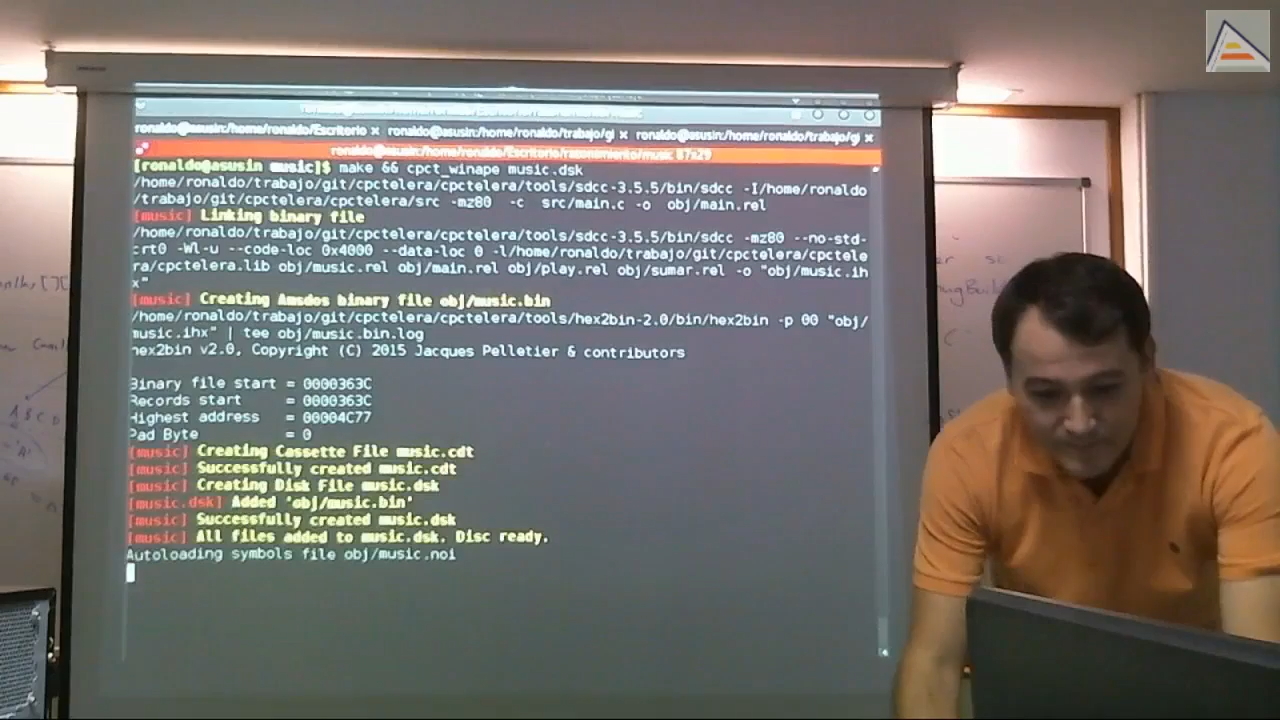 ronaldo@asusin:/home/ronaldo/Escritorio × ronaldo@asusin:/home/ronaldo/trabajo/gi × ronaldo@asusin:/home/ronaldo/trabajo/gi ×
ronaldo@asusin:/home/ronaldo/Escritorio/razonamiento/music 87x29
[ronaldo@asusin music]$ make && cpct_winape music.dsk
/home/ronaldo/trabajo/git/cpctelera/cpctelera/tools/sdcc-3.5.5/bin/sdcc -I/home/ronaldo
/trabajo/git/cpctelera/cpctelera/src -mz80 -c src/main.c -o obj/main.rel
[music] Linking binary file
/home/ronaldo/trabajo/git/cpctelera/cpctelera/tools/sdcc-3.5.5/bin/sdcc -mz80 --no-std-
crt0 -Wl-u --code-loc 0x4000 --data-loc 0 -l/home/ronaldo/trabajo/git/cpctelera/cpctele
ra/cpctelera.lib obj/music.rel obj/main.rel obj/play.rel obj/sumar.rel -o "obj/music.ih
x"
[music] Creating Amsdos binary file obj/music.bin
/home/ronaldo/trabajo/git/cpctelera/cpctelera/tools/hex2bin-2.0/bin/hex2bin -p 00 "obj/
music.ihx" | tee obj/music.bin.log
hex2bin v2.0, Copyright (C) 2015 Jacques Pelletier & contributors
Binary file start = 0000363C
Records start = 0000363C
Highest address = 00004C77
Pad Byte = 0
[music] Creating Cassette File music.cdt
[music] Successfully created music.cdt
[music] Creating Disk File music.dsk
[music.dsk] Added 'obj/music.bin'
[music] Successfully created music.dsk
[music] All files added to music.dsk. Disc ready.
Autoloading symbols file obj/music.noi